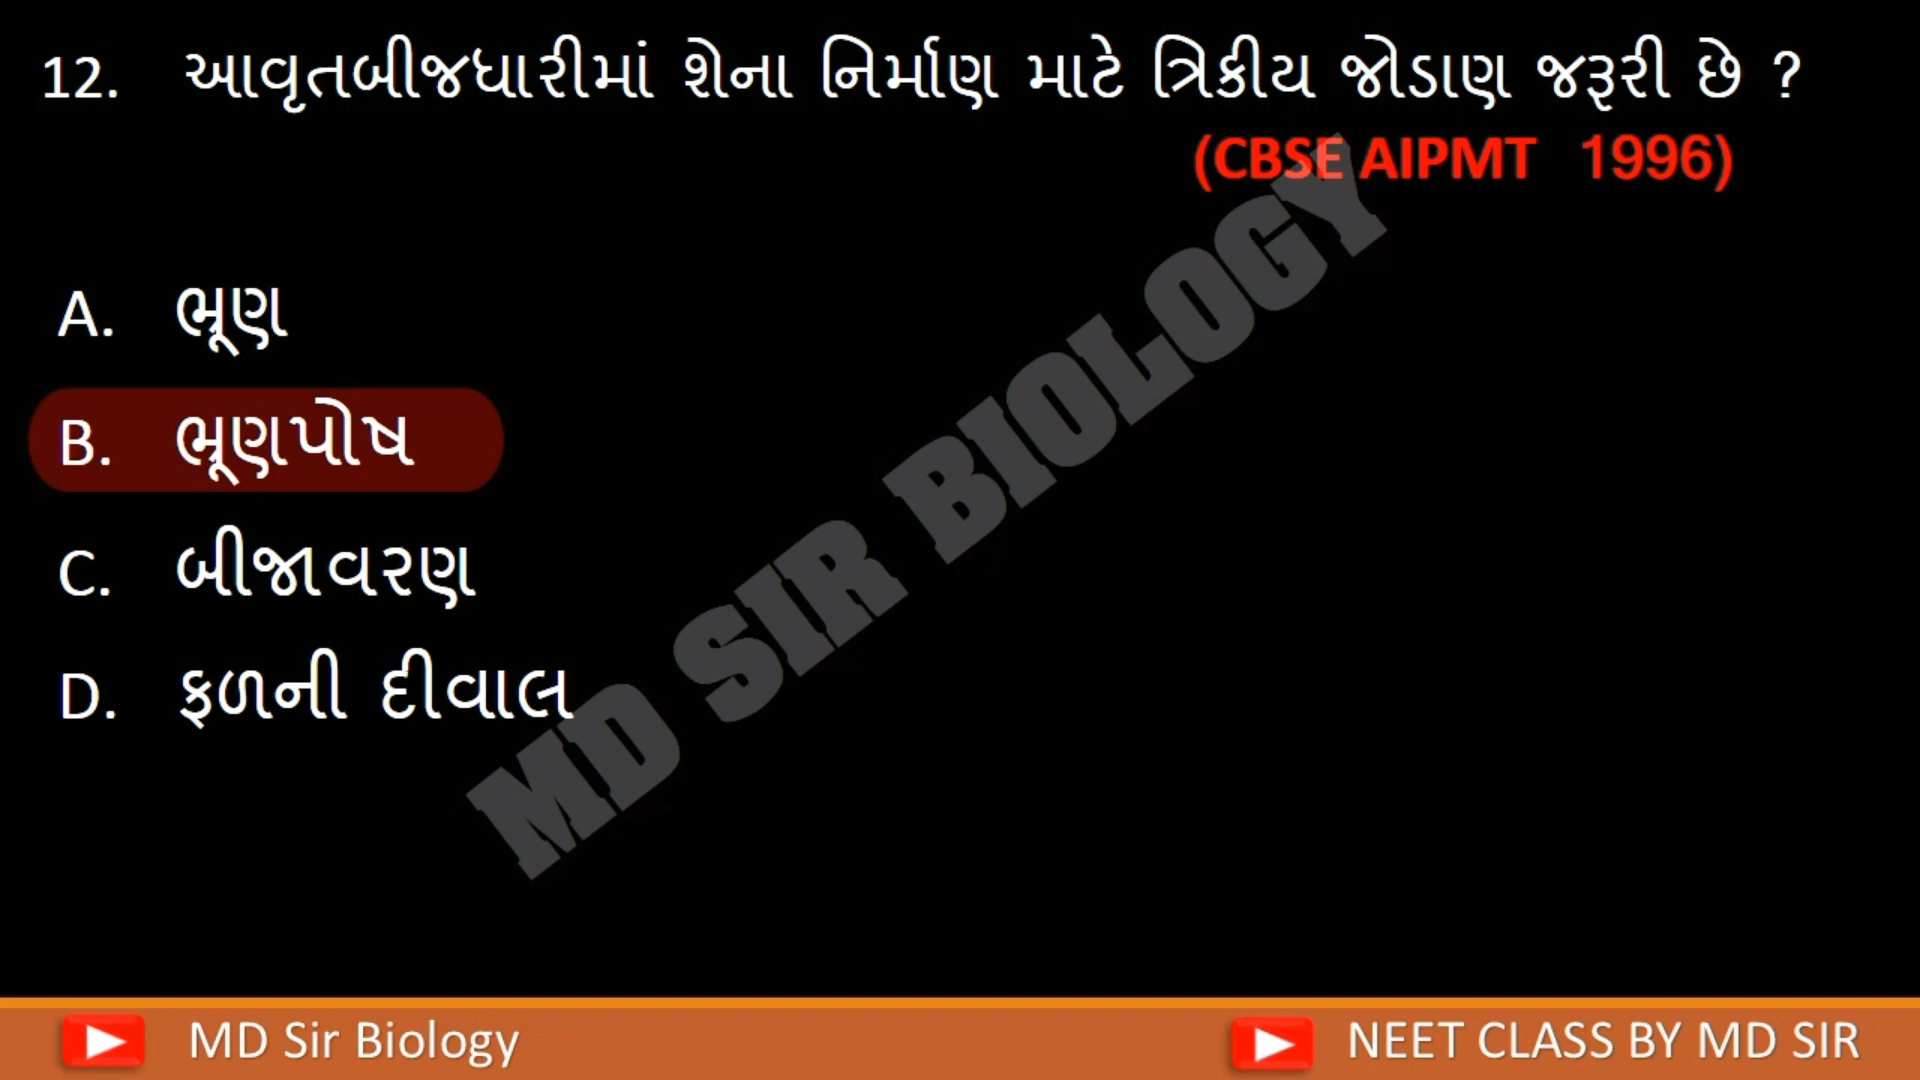 12. આવૃતબીજધારીમાં શેના નિર્માણ માટે ત્રિકીય જોડાણ જરૂરી છે ?
(CBSE AIPMT 1996)
A. ભ્રૂણ
B. ભ્રૂણપોષ
C. બીજાવરણ
D. ફળની દીવાલ
MD SIR BIOLOGY
MD Sir Biology
NEET CLASS BY MD SIR